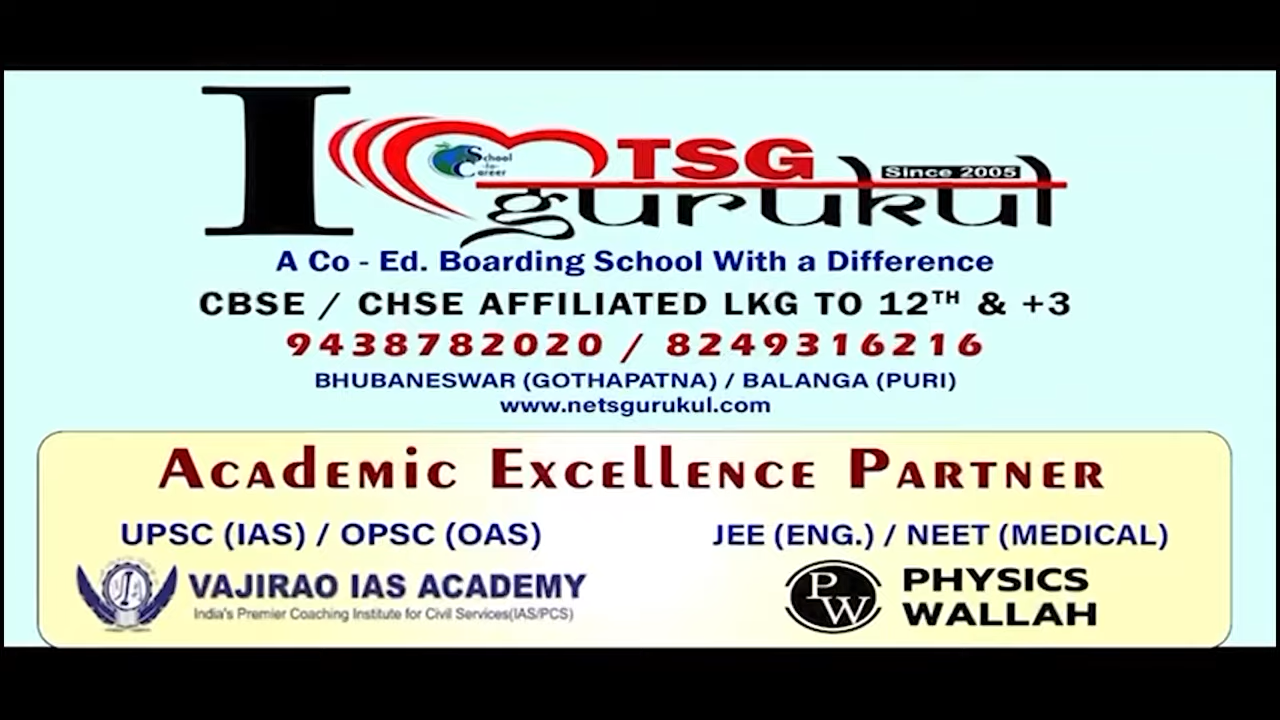 I TSG
School
-to-
Career
Since 2005
gurukul
A Co - Ed. Boarding School With a Difference
CBSE / CHSE AFFILIATED LKG TO 12TH & +3
9438782020 / 8249316216
BHUBANESWAR (GOTHAPATNA) / BALANGA (PURI)
www.netsgurukul.com
Academic Excellence Partner
UPSC (IAS) / OPSC (OAS)
VAJIRAO IAS ACADEMY
India's Premier Coaching Institute for Civil Services(IAS/PCS)
JEE (ENG.) / NEET (MEDICAL)
PW
PHYSICS
WALLAH